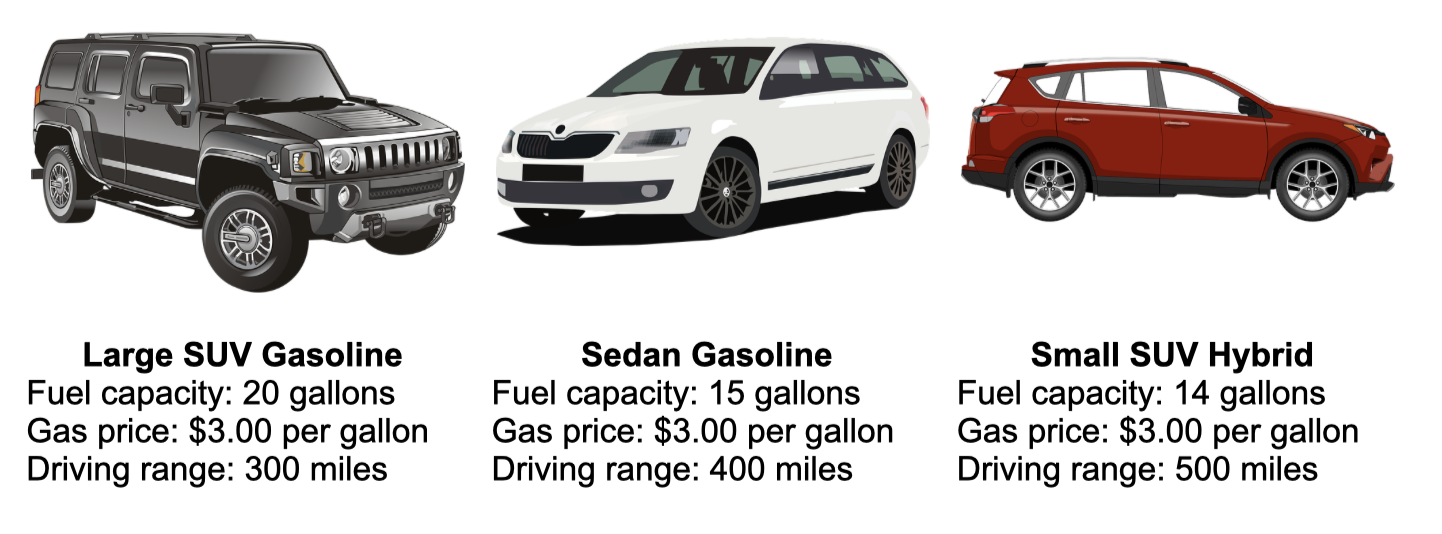 Large SUV Gasoline
Fuel capacity: 20 gallons
Gas price: $3.00 per gallon
Driving range: 300 miles
Sedan Gasoline
Fuel capacity: 15 gallons
Gas price: $3.00 per gallon
Driving range: 400 miles
Small SUV Hybrid
Fuel capacity: 14 gallons
Gas price: $3.00 per gallon
Driving range: 500 miles